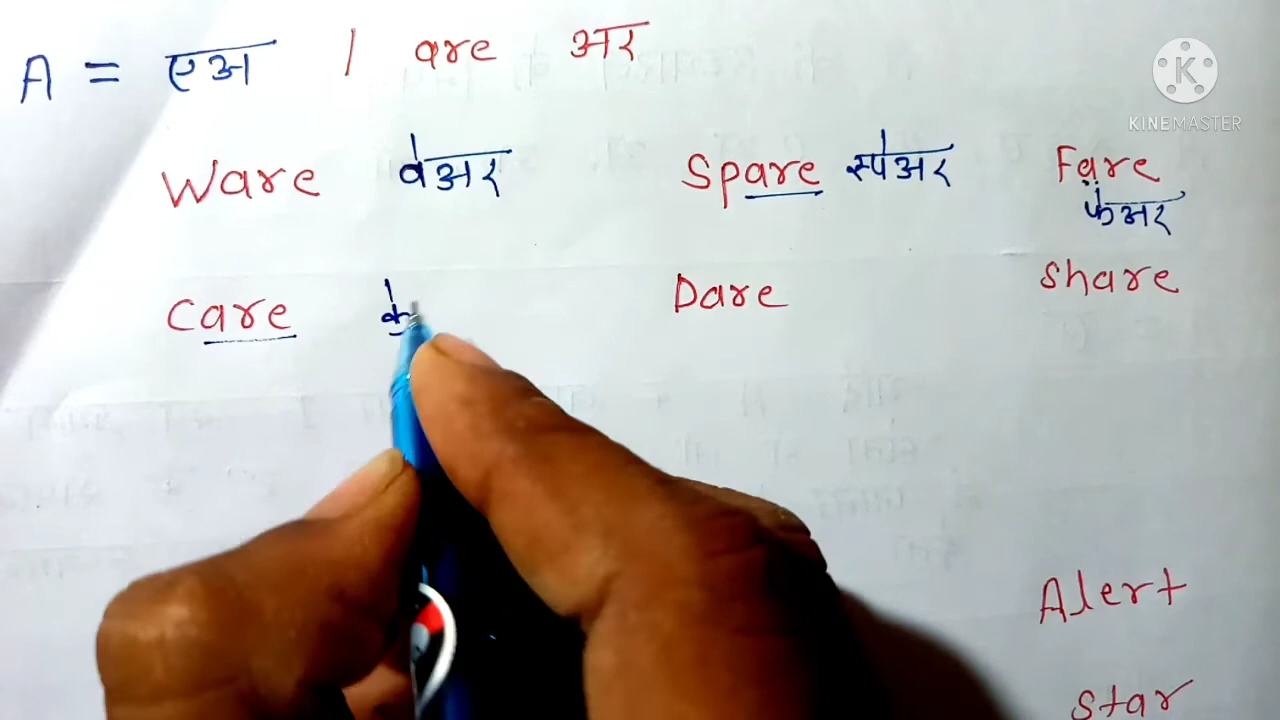 A = एअ / are अर
KINEMASTER
Ware वेअर Spare स्पेअर Fare
फेअर
Care के Dare Share
Alert
Star